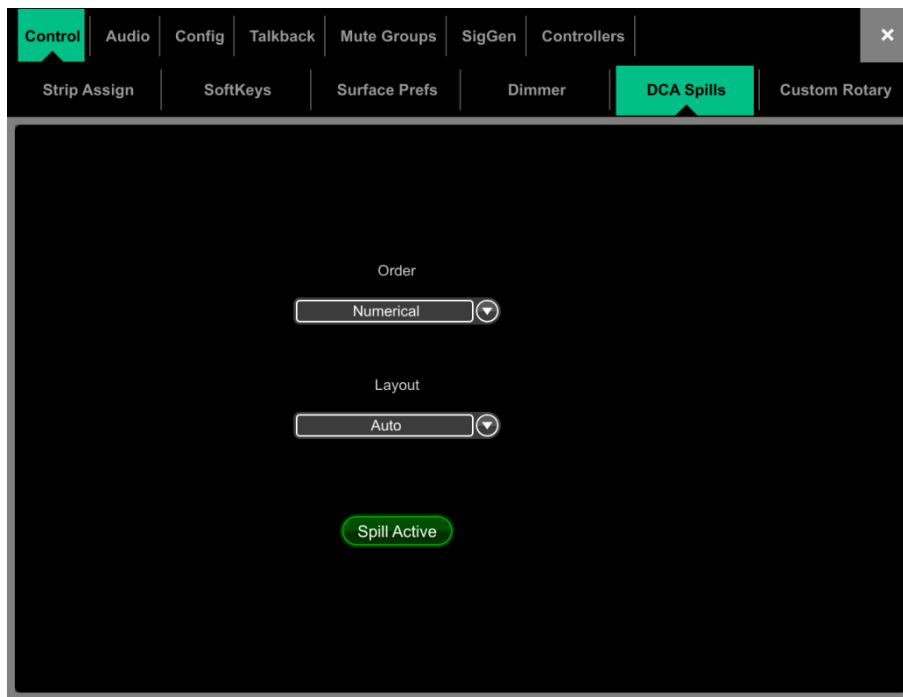 Control Audio Config Talkback Mute Groups SigGen Controllers ×
Strip Assign SoftKeys Surface Prefs Dimmer DCA Spills Custom Rotary
Order
Numerical
Layout
Auto
Spill Active